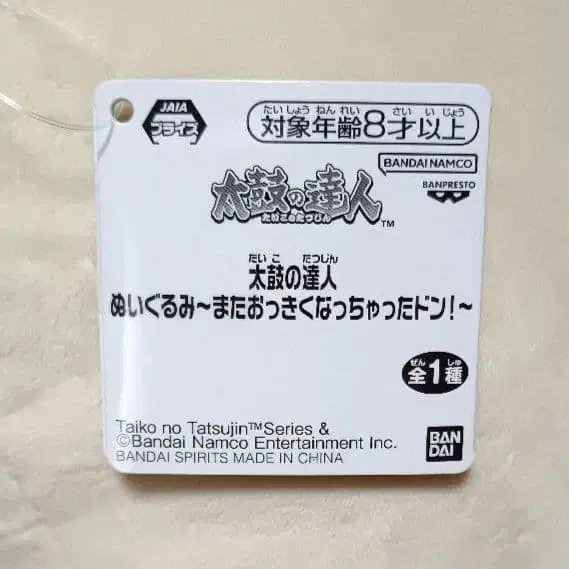 JAIA
プライズ
たいしょうねんれい さいいじょう
対象年齢8才以上
BANDAI NAMCO
BANPRESTO
太鼓の達人
たいこのたつじん
TM
たいこ たつじん
太鼓の達人
ぬいぐるみ～またおっきくなっちゃったドン！～
ぜん しゅ
全1種
Taiko no Tatsujin™Series &
©Bandai Namco Entertainment Inc.
BANDAI SPIRITS MADE IN CHINA
BAN
DAI